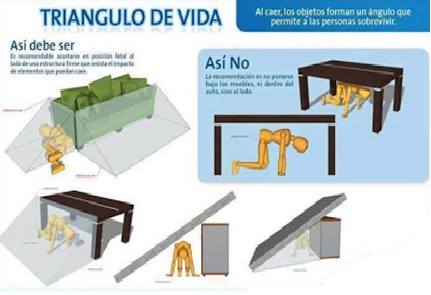 TRIANGULO DE VIDA
Al caer, los objetos forman un ángulo que
permite a las personas sobrevivir.
Así debe ser
Es recomendable acostarse en posición fetal al
lado de una estructura firme que resista el impacto
de elementos que puedan caer.
Así No
La recomendación es no ponerse
bajo los muebles, ni dentro del
auto, sino al lado.